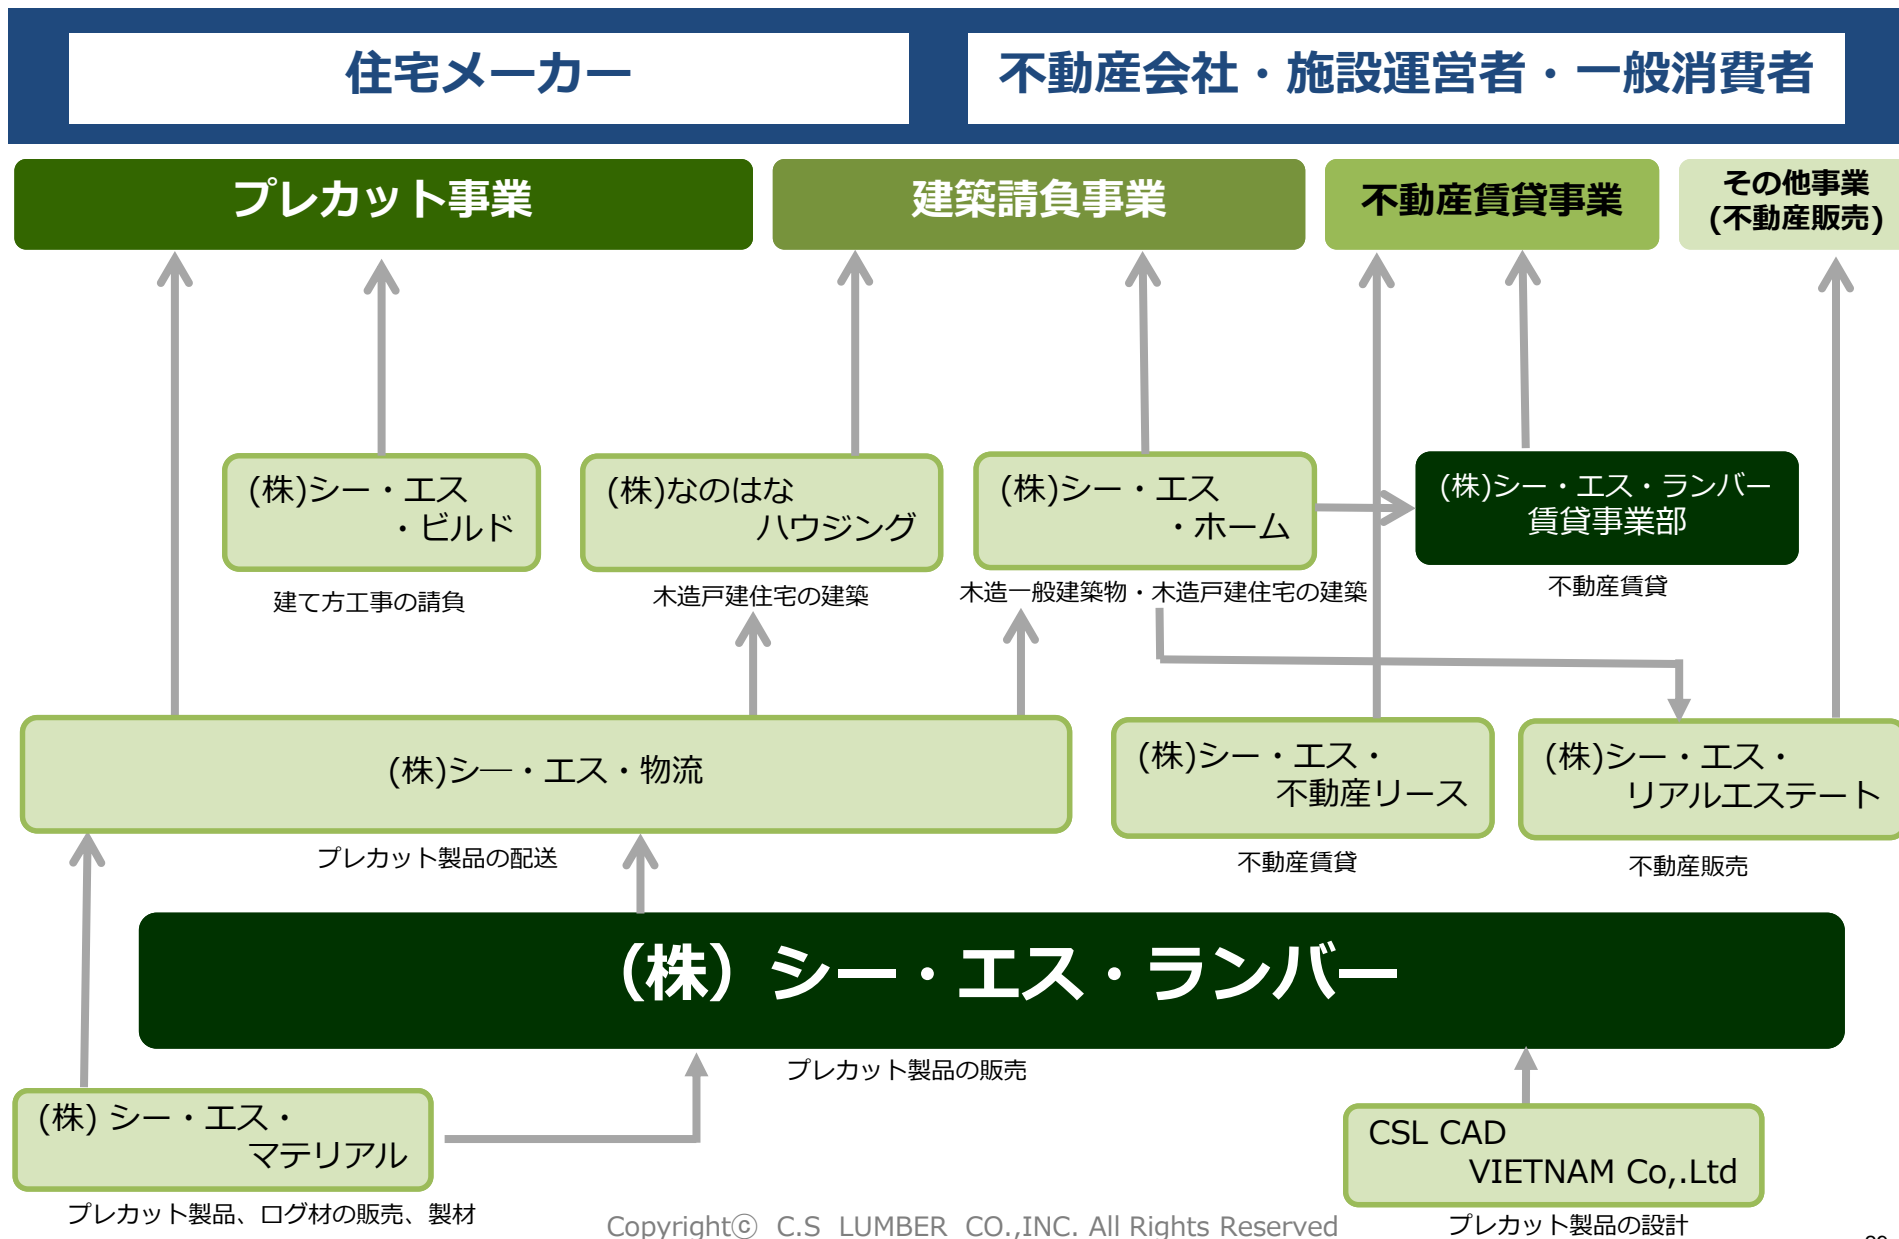 住宅メーカー
不動産会社・施設運営者・一般消費者
プレカット事業
建築請負事業
不動産賃貸事業
その他事業
(不動産販売)
(株)シー・エス
・ビルド
建て方工事の請負
(株)なのはな
ハウジング
木造戸建住宅の建築
(株)シー・エス
・ホーム
木造一般建築物・木造戸建住宅の建築
(株)シー・エス・ランバー
賃貸事業部
不動産賃貸
(株)シ―・エス・物流
プレカット製品の配送
(株)シー・エス・
不動産リース
不動産賃貸
(株)シー・エス・
リアルエステート
不動産販売
（株）シー・エス・ランバー
プレカット製品の販売
(株) シー・エス・
マテリアル
プレカット製品、ログ材の販売、製材
CSL CAD
VIETNAM Co,.Ltd
プレカット製品の設計
Copyrightⓒ C.S LUMBER CO.,INC. All Rights Reserved